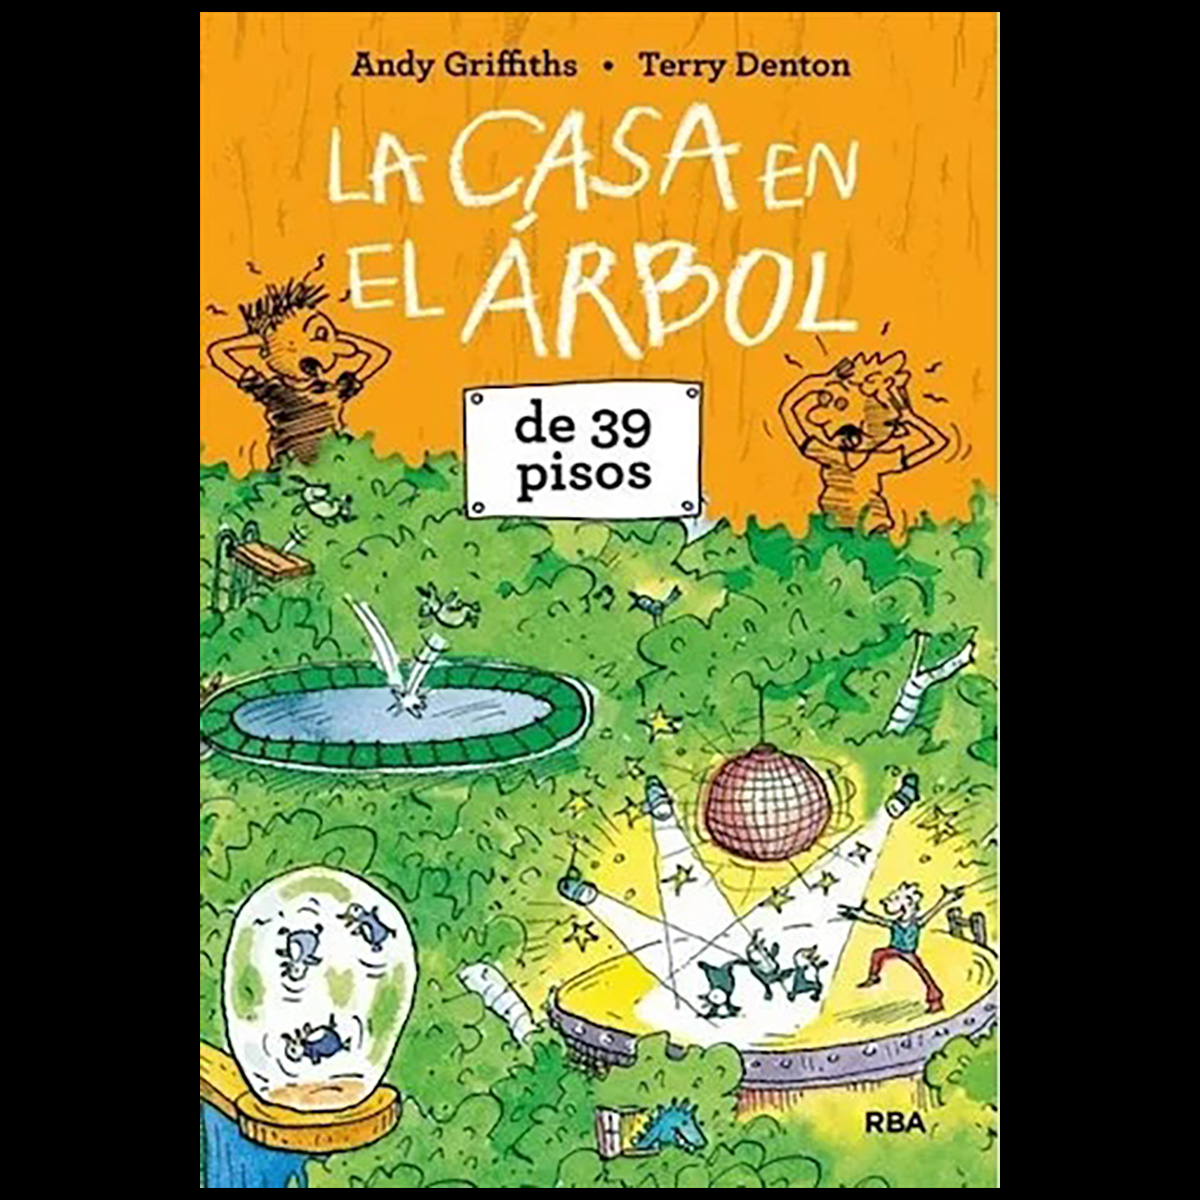 Andy Griffiths • Terry Denton
LA CASA EN
EL ÁRBOL
de 39
pisos
RBA